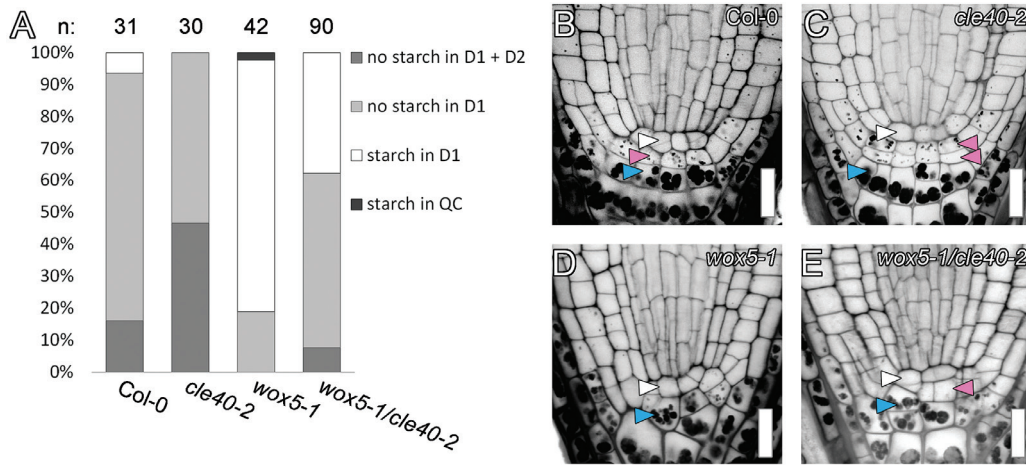 A
n:
31
30
42
90
100%
90%
80%
70%
60%
50%
40%
30%
20%
10%
0%
Col-0
cle40-2
wox5-1
wox5-1/cle40-2
no starch in D1 + D2
no starch in D1
starch in D1
starch in QC
B
Col-0
C
cle40-2
D
wox5-1
E
wox5-1/cle40-2